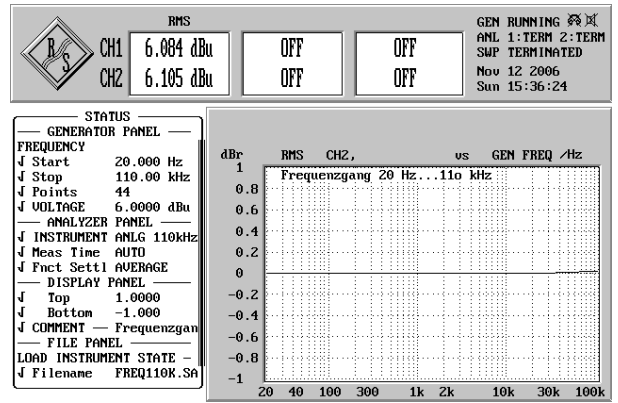 RMS
GEN RUNNING
R&S
CH1 6.084 dBu OFF OFF
ANL 1:TERM 2:TERM
SWP TERMINATED
CH2 6.105 dBu OFF OFF
Nov 12 2006
Sun 15:36:24
STATUS
GENERATOR PANEL
FREQUENCY
Start 20.000 Hz
Stop 110.00 kHz
Points 44
VOLTAGE 6.0000 dBu
ANALYZER PANEL
INSTRUMENT ANLG 110kHz
Meas Time AUTO
Fnct Settl AVERAGE
DISPLAY PANEL
Top 1.0000
Bottom -1.000
COMMENT — Frequenzgan
FILE PANEL
LOAD INSTRUMENT STATE -
Filename FREQ110K.SA
dBr RMS CH2, vs GEN FREQ /Hz
Frequenzgang 20 Hz...11o kHz
1
0.8
0.6
0.4
0.2
0
-0.2
-0.4
-0.6
-0.8
-1
20 40 100 300 1k 2k 10k 30k 100k